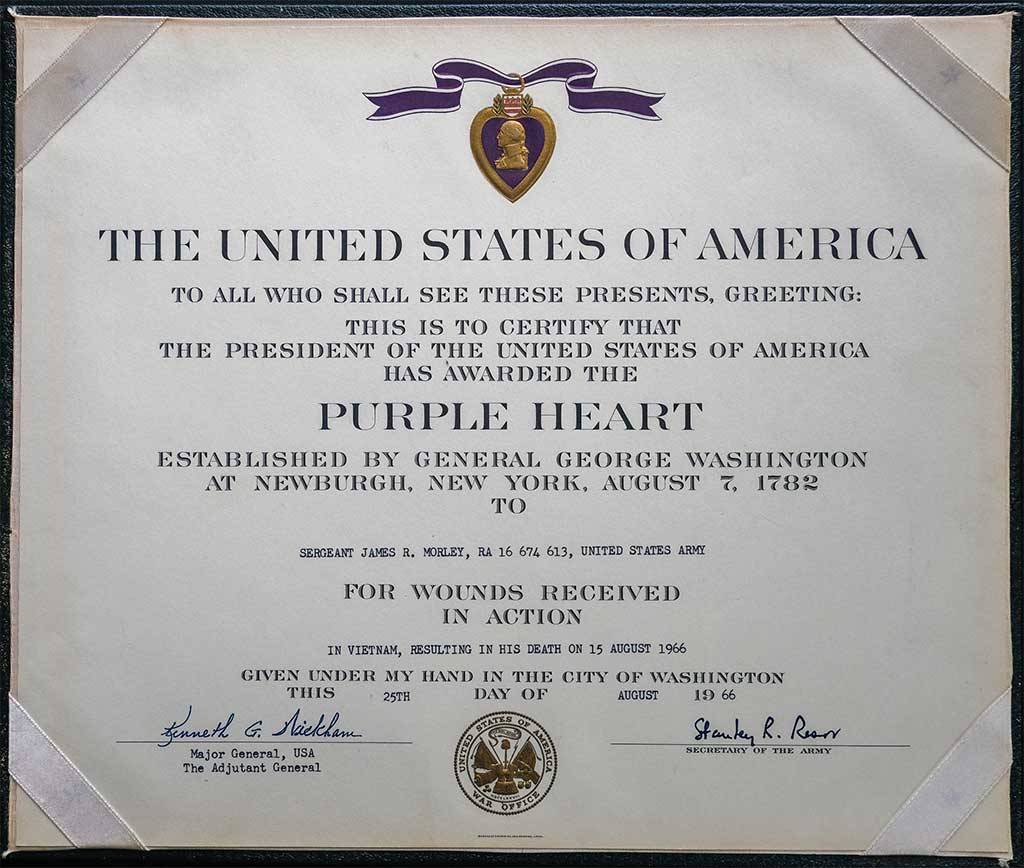 THE UNITED STATES OF AMERICA
TO ALL WHO SHALL SEE THESE PRESENTS, GREETING:
THIS IS TO CERTIFY THAT
THE PRESIDENT OF THE UNITED STATES OF AMERICA
HAS AWARDED THE
PURPLE HEART
ESTABLISHED BY GENERAL GEORGE WASHINGTON
AT NEWBURGH, NEW YORK, AUGUST 7, 1782
TO
SERGEANT JAMES R. MORLEY, RA 16 674 613, UNITED STATES ARMY
FOR WOUNDS RECEIVED
IN ACTION
IN VIETNAM, RESULTING IN HIS DEATH ON 15 AUGUST 1966
GIVEN UNDER MY HAND IN THE CITY OF WASHINGTON
THIS 25TH DAY OF AUGUST 19 66
Kenneth G. Wickham
Major General, USA
The Adjutant General
UNITED STATES OF AMERICA
WAR OFFICE
Stanley R. Resor
SECRETARY OF THE ARMY